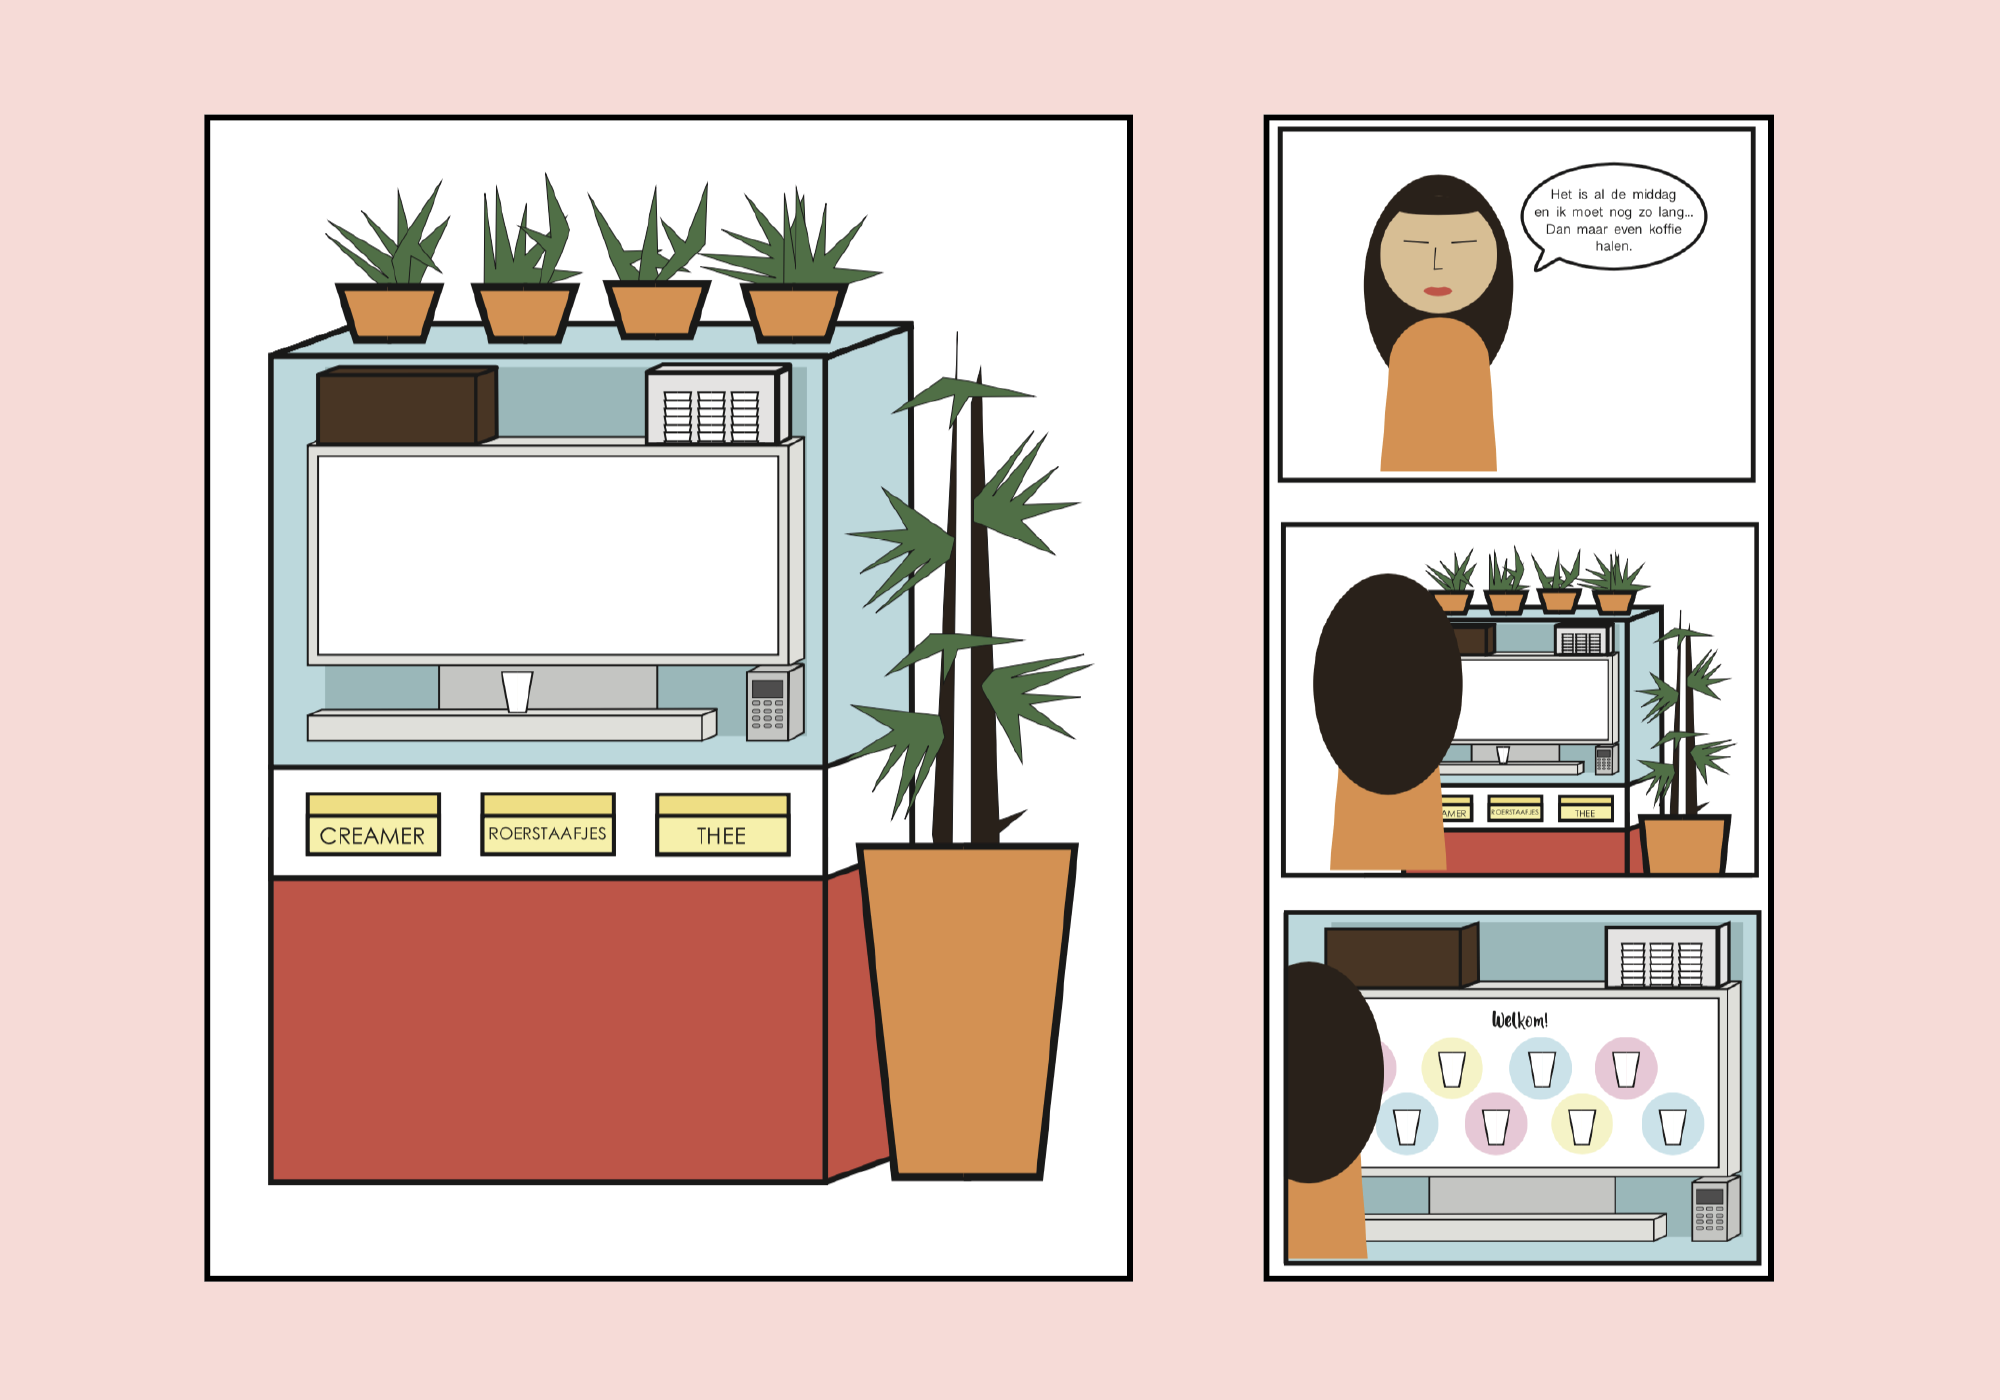 CREAMER
ROERSTAAFJES
THEE
Het is al de middag
en ik moet nog zo lang...
Dan maar even koffie
halen.
AMER
ROERSTAAFJES
THEE
Welkom!